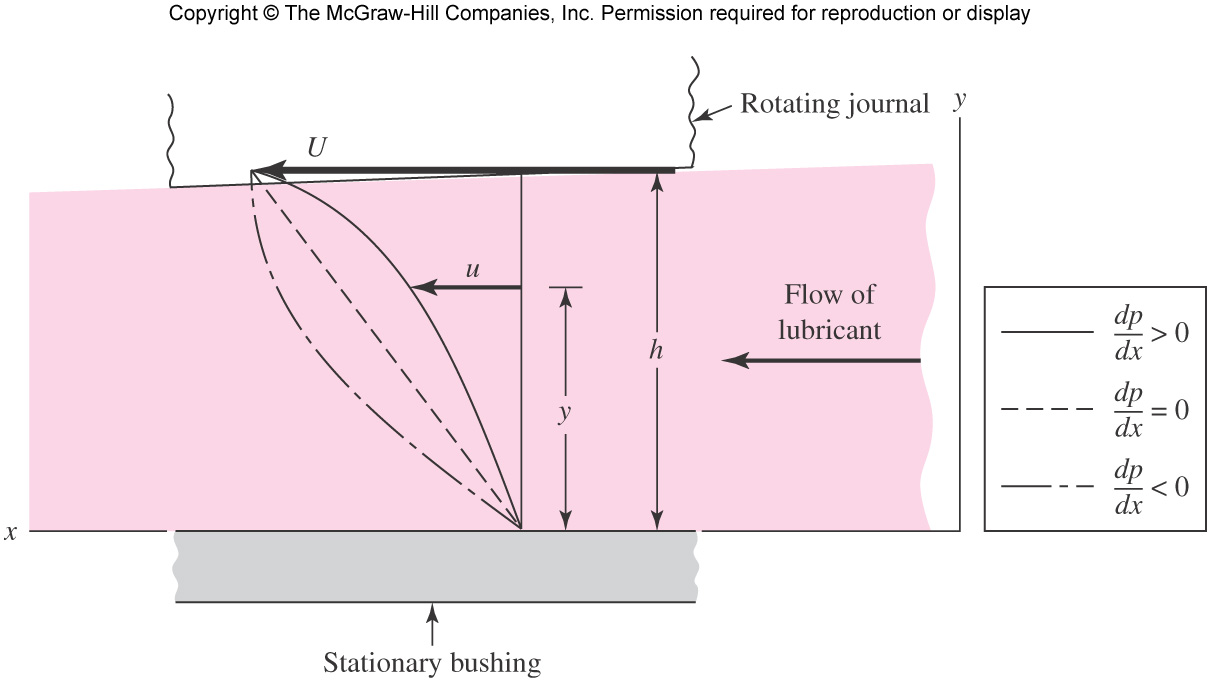 Copyright © The McGraw-Hill Companies, Inc. Permission required for reproduction or display
Rotating journal
y
U
u
Flow of
lubricant
h
y
x
dp
dx
> 0
dp
dx
= 0
dp
dx
< 0
Stationary bushing